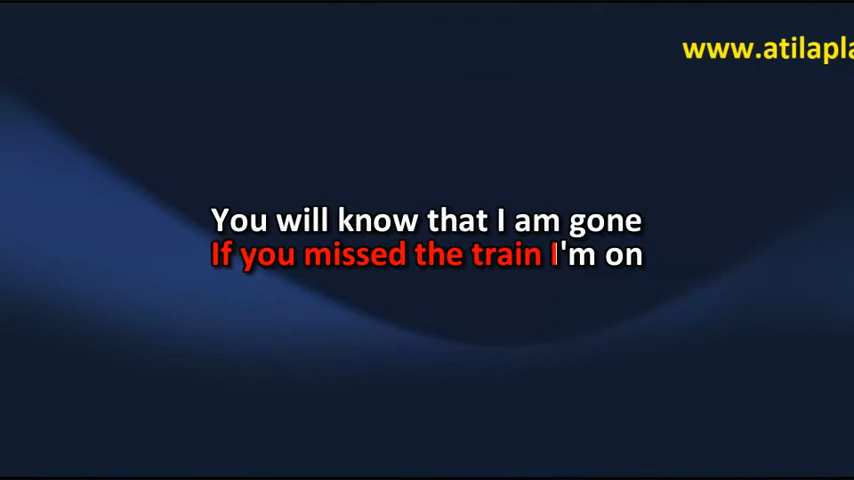 www.atilapla
You will know that I am gone
If you missed the train I'm on